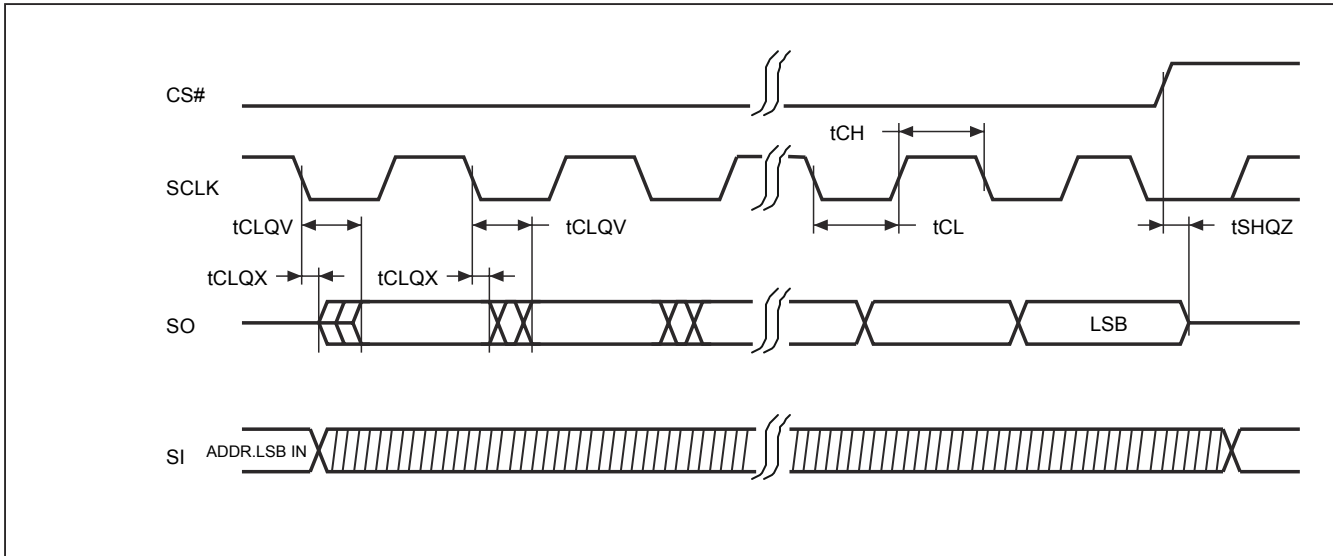 CS#
tCH
SCLK
tCLQV
tCLQV
tCL
tSHQZ
tCLQX
tCLQX
SO
LSB
SI
ADDR.LSB IN